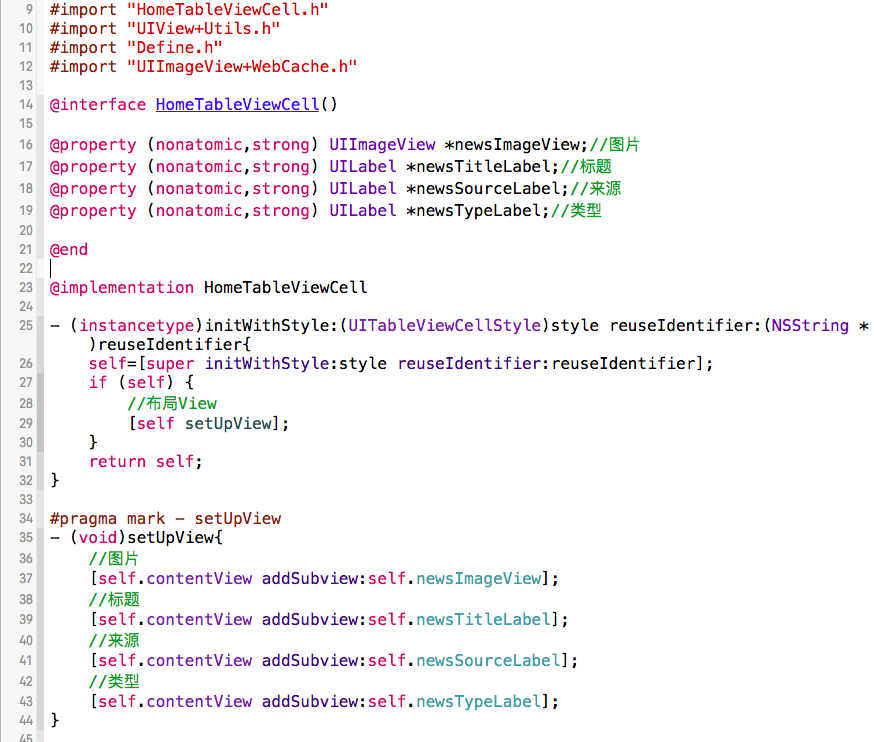 9 #import "HomeTableViewCell.h"
10 #import "UIView+Utils.h"
11 #import "Define.h"
12 #import "UIImageView+WebCache.h"
13
14 @interface HomeTableViewCell()
15
16 @property (nonatomic,strong) UIImageView *newsImageView;//图片
17 @property (nonatomic,strong) UILabel *newsTitleLabel;//标题
18 @property (nonatomic,strong) UILabel *newsSourceLabel;//来源
19 @property (nonatomic,strong) UILabel *newsTypeLabel;//类型
20
21 @end
22
23 @implementation HomeTableViewCell
24
25 - (instancetype)initWithStyle:(UITableViewCellStyle)style reuseIdentifier:(NSString *
)reuseIdentifier{
26 self=[super initWithStyle:style reuseIdentifier:reuseIdentifier];
27 if (self) {
28 //布局View
29 [self setUpView];
30 }
31 return self;
32 }
33
34 #pragma mark - setUpView
35 - (void)setUpView{
36 //图片
37 [self.contentView addSubview:self.newsImageView];
38 //标题
39 [self.contentView addSubview:self.newsTitleLabel];
40 //来源
41 [self.contentView addSubview:self.newsSourceLabel];
42 //类型
43 [self.contentView addSubview:self.newsTypeLabel];
44 }
45